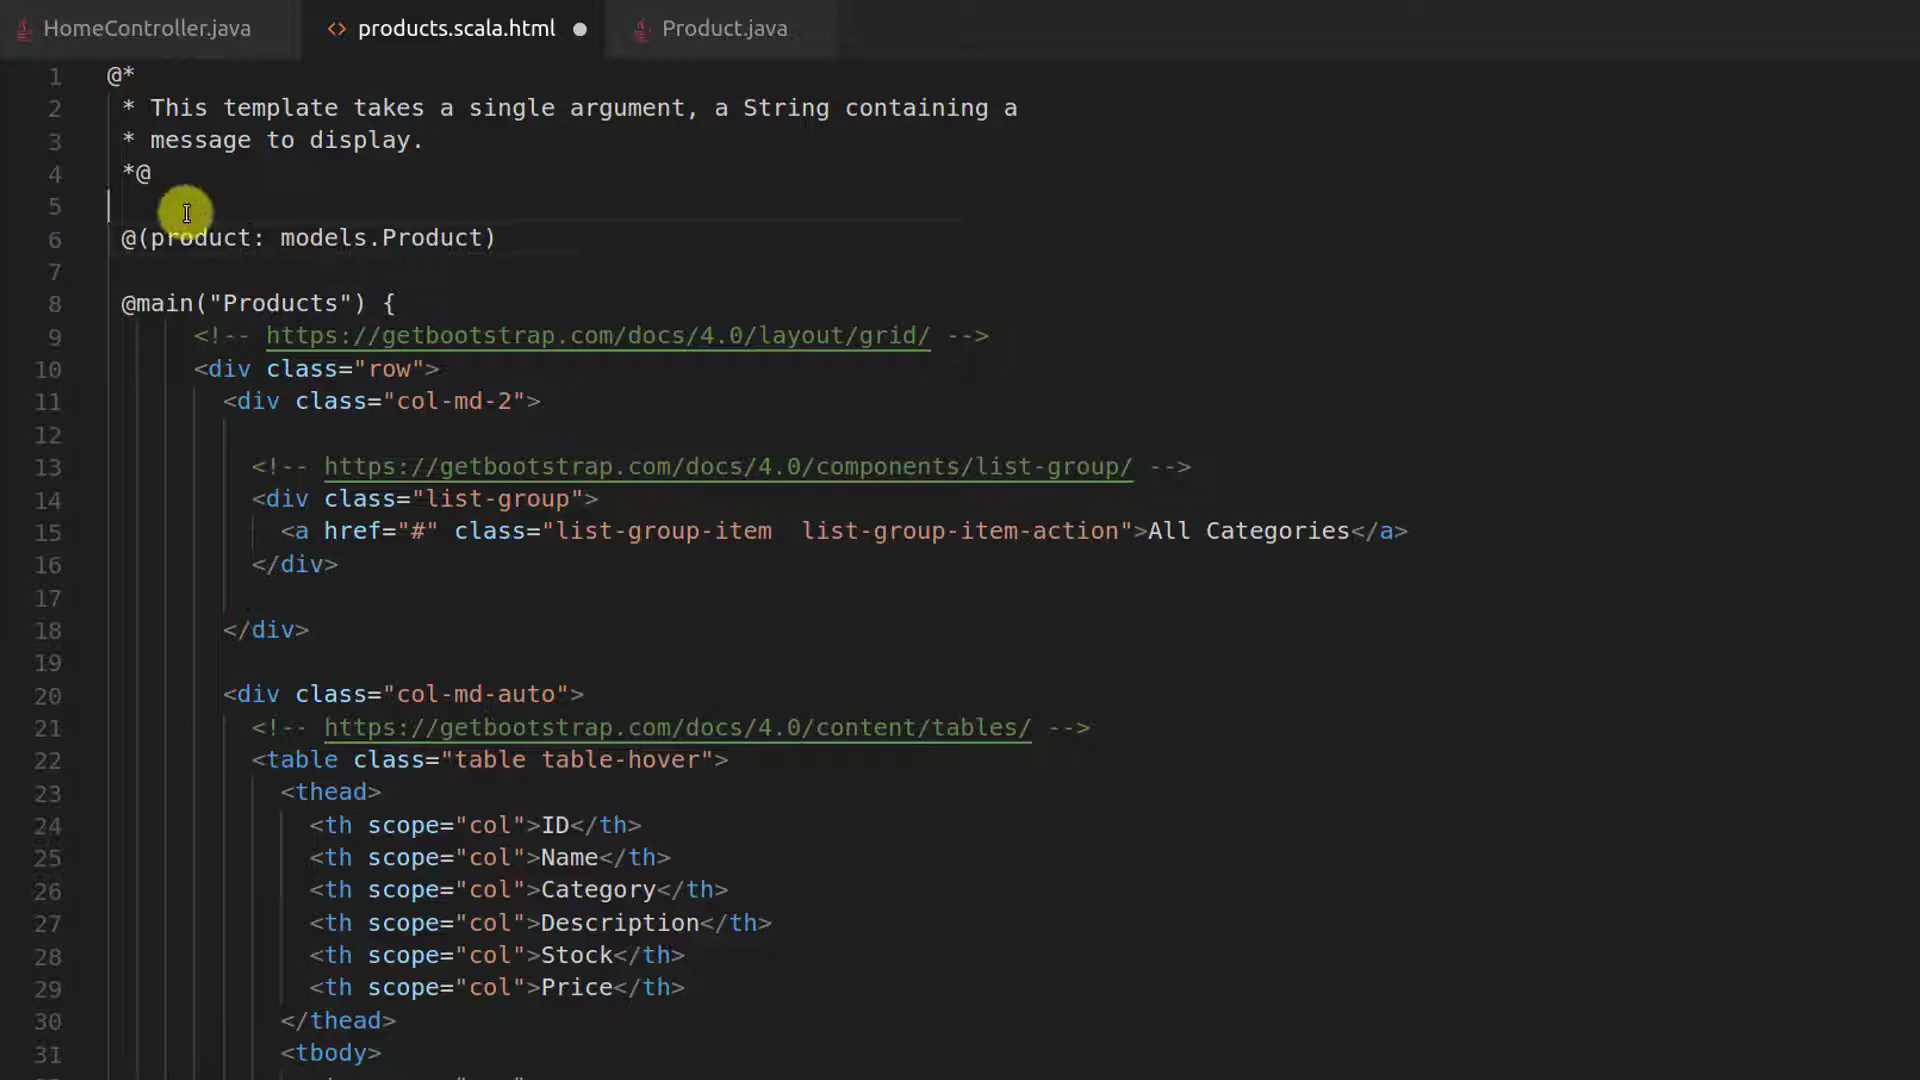 HomeController.java
products.scala.html
Product.java
1 @*
2 * This template takes a single argument, a String containing a
3 * message to display.
4 *@
5
6 @(product: models.Product)
7
8 @main("Products") {
9 <!-- https://getbootstrap.com/docs/4.0/layout/grid/ -->
10 <div class="row">
11 <div class="col-md-2">
12
13 <!-- https://getbootstrap.com/docs/4.0/components/list-group/ -->
14 <div class="list-group">
15 <a href="#" class="list-group-item  list-group-item-action">All Categories</a>
16 </div>
17
18 </div>
19
20 <div class="col-md-auto">
21 <!-- https://getbootstrap.com/docs/4.0/content/tables/ -->
22 <table class="table table-hover">
23 <thead>
24 <th scope="col">ID</th>
25 <th scope="col">Name</th>
26 <th scope="col">Category</th>
27 <th scope="col">Description</th>
28 <th scope="col">Stock</th>
29 <th scope="col">Price</th>
30 </thead>
31 <tbody>